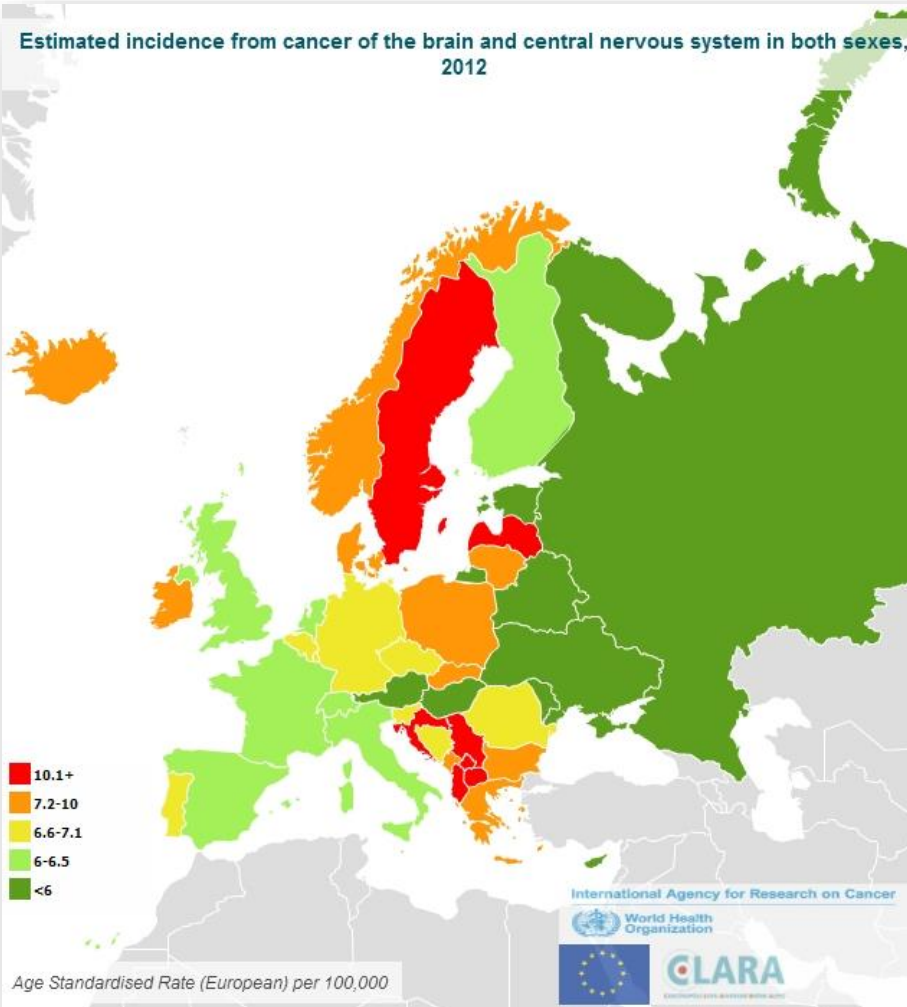 Estimated incidence from cancer of the brain and central nervous system in both sexes,
2012
10.1+
7.2-10
6.6-7.1
6-6.5
<6
International Agency for Research on Cancer
World Health
Organization
CLARA
Age Standardised Rate (European) per 100,000